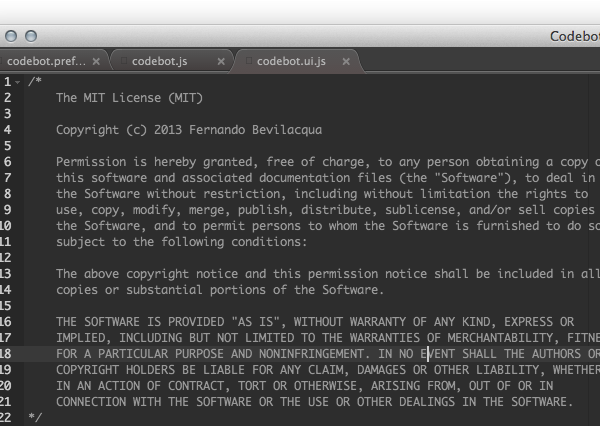 Codebot
codebot.pref... × codebot.js × codebot.ui.js ×
1 /*
2 The MIT License (MIT)
3
4 Copyright (c) 2013 Fernando Bevilacqua
5
6 Permission is hereby granted, free of charge, to any person obtaining a copy o
7 this software and associated documentation files (the "Software"), to deal in
8 the Software without restriction, including without limitation the rights to
9 use, copy, modify, merge, publish, distribute, sublicense, and/or sell copies
10 the Software, and to permit persons to whom the Software is furnished to do so
11 subject to the following conditions:
12
13 The above copyright notice and this permission notice shall be included in all
14 copies or substantial portions of the Software.
15
16 THE SOFTWARE IS PROVIDED "AS IS", WITHOUT WARRANTY OF ANY KIND, EXPRESS OR
17 IMPLIED, INCLUDING BUT NOT LIMITED TO THE WARRANTIES OF MERCHANTABILITY, FITNE
18 FOR A PARTICULAR PURPOSE AND NONINFRINGEMENT. IN NO EVENT SHALL THE AUTHORS OR
19 COPYRIGHT HOLDERS BE LIABLE FOR ANY CLAIM, DAMAGES OR OTHER LIABILITY, WHETHER
20 IN AN ACTION OF CONTRACT, TORT OR OTHERWISE, ARISING FROM, OUT OF OR IN
21 CONNECTION WITH THE SOFTWARE OR THE USE OR OTHER DEALINGS IN THE SOFTWARE.
22 */